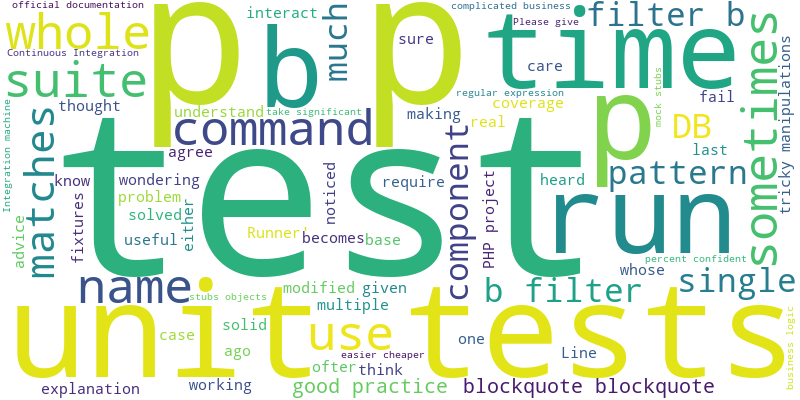 official documentation
complicated business
interact
Please give
filter b
whole
p p
b
much
sure
time
Continuous Integration
suite
care
regular expression
take significant
mock stubs
fail
sometimes
tricky manipulations
Integration machine
thought
understand
coverage
making
real
p
DB
command
matches
test
agree
component
last
pattern
know
wondering
noticed
require
heard
problem
fixtures
solved
either
PHP project
run
advice
useful
Runner'
becomes
base
percent confident
whose
name
stubs objects
modified
given
b filter
single
multiple
unit tests
case
solid
use
one
Line
business logic
ago
easier cheaper
often
think
explanation
working
good practice
blockquote blockquote